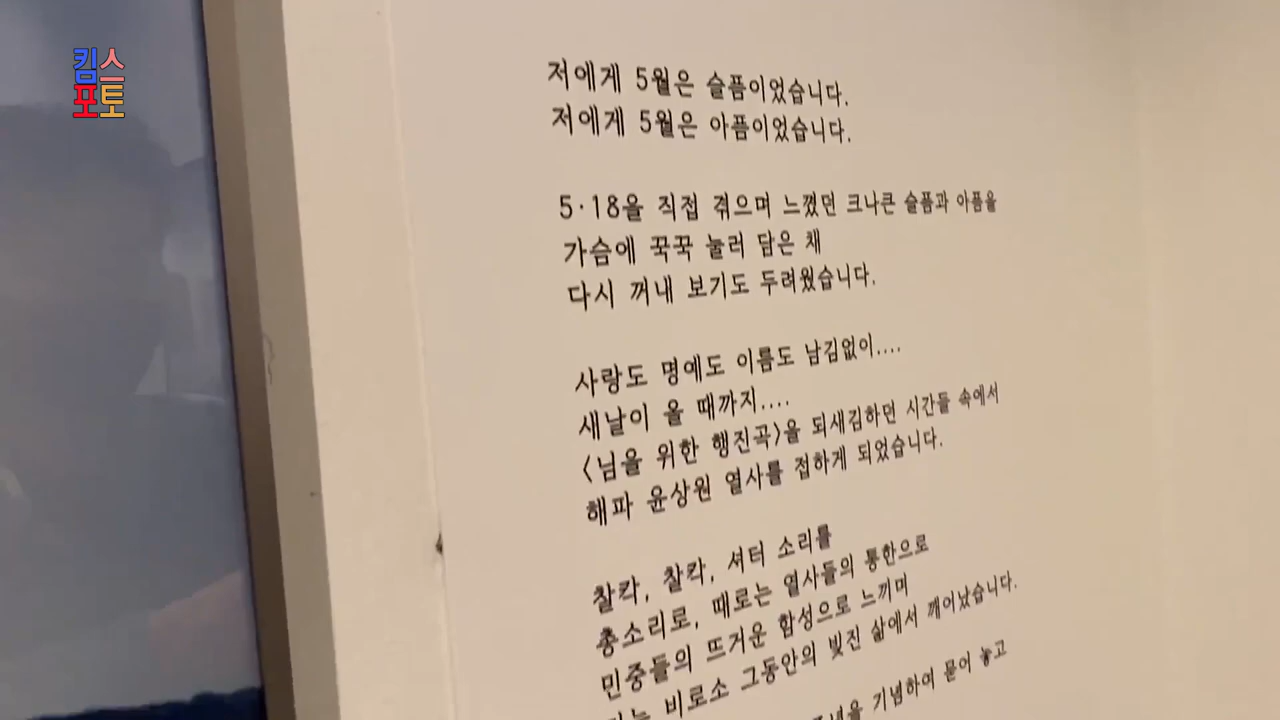 킴스
포토
저에게 5월은 슬픔이었습니다.
저에게 5월은 아픔이었습니다.
5·18을 직접 겪으며 느꼈던 크나큰 슬픔과 아픔을
가슴에 꾹꾹 눌러 담은 채
다시 꺼내 보기도 두려웠습니다.
사랑도 명예도 이름도 남김없이....
새날이 올 때까지....
<님을 위한 행진곡>을 되새김하던 시간들 속에서
해파 윤상원 열사를 접하게 되었습니다.
찰칵, 찰칵, 셔터 소리를
총소리로, 때로는 열사들의 통한으로
민중들의 뜨거운 함성으로 느끼며
비로소 그동안의 빚진 삶에서 깨어났습니다.
기념하여 묻어 놓고